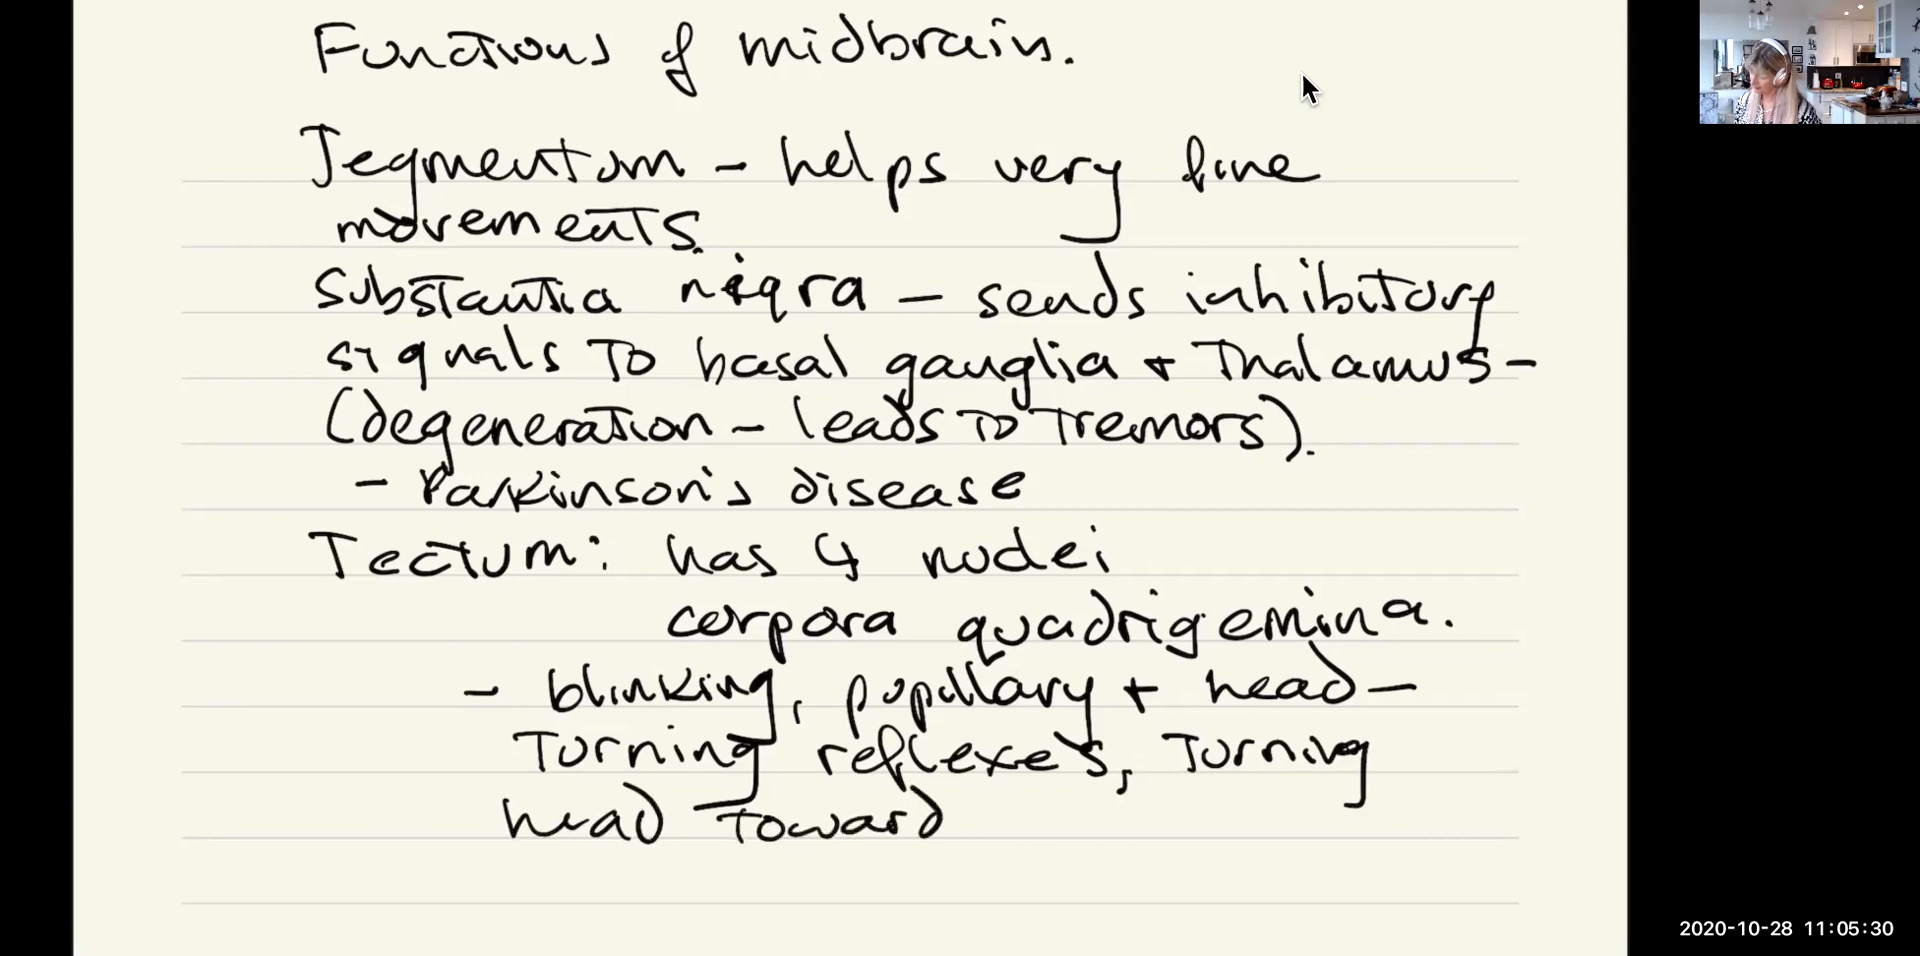 Functions of midbrain.
Tegmentum - helps very fine
movements.
Substantia nigra - sends inhibitory
signals to basal ganglia + Thalamus -
(degeneration - leads to tremors).
- Parkinson's disease
Tectum: has 4 nuclei
corpora quadrigemina.
- blinking, pupillary + head -
Turning reflexes, Turning
head toward
2020-10-28 11:05:30